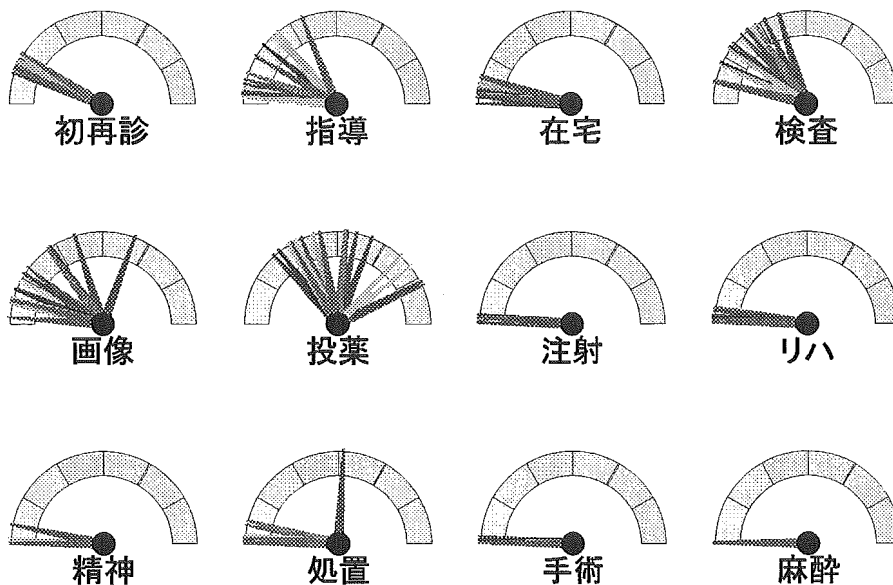 初再診 指導 在宅 検査
画像 投薬 注射 リハ
精神 処置 手術 麻酔